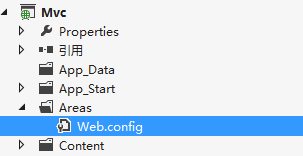 Mvc
Properties
引用
App_Data
App_Start
Areas
Web.config
Content